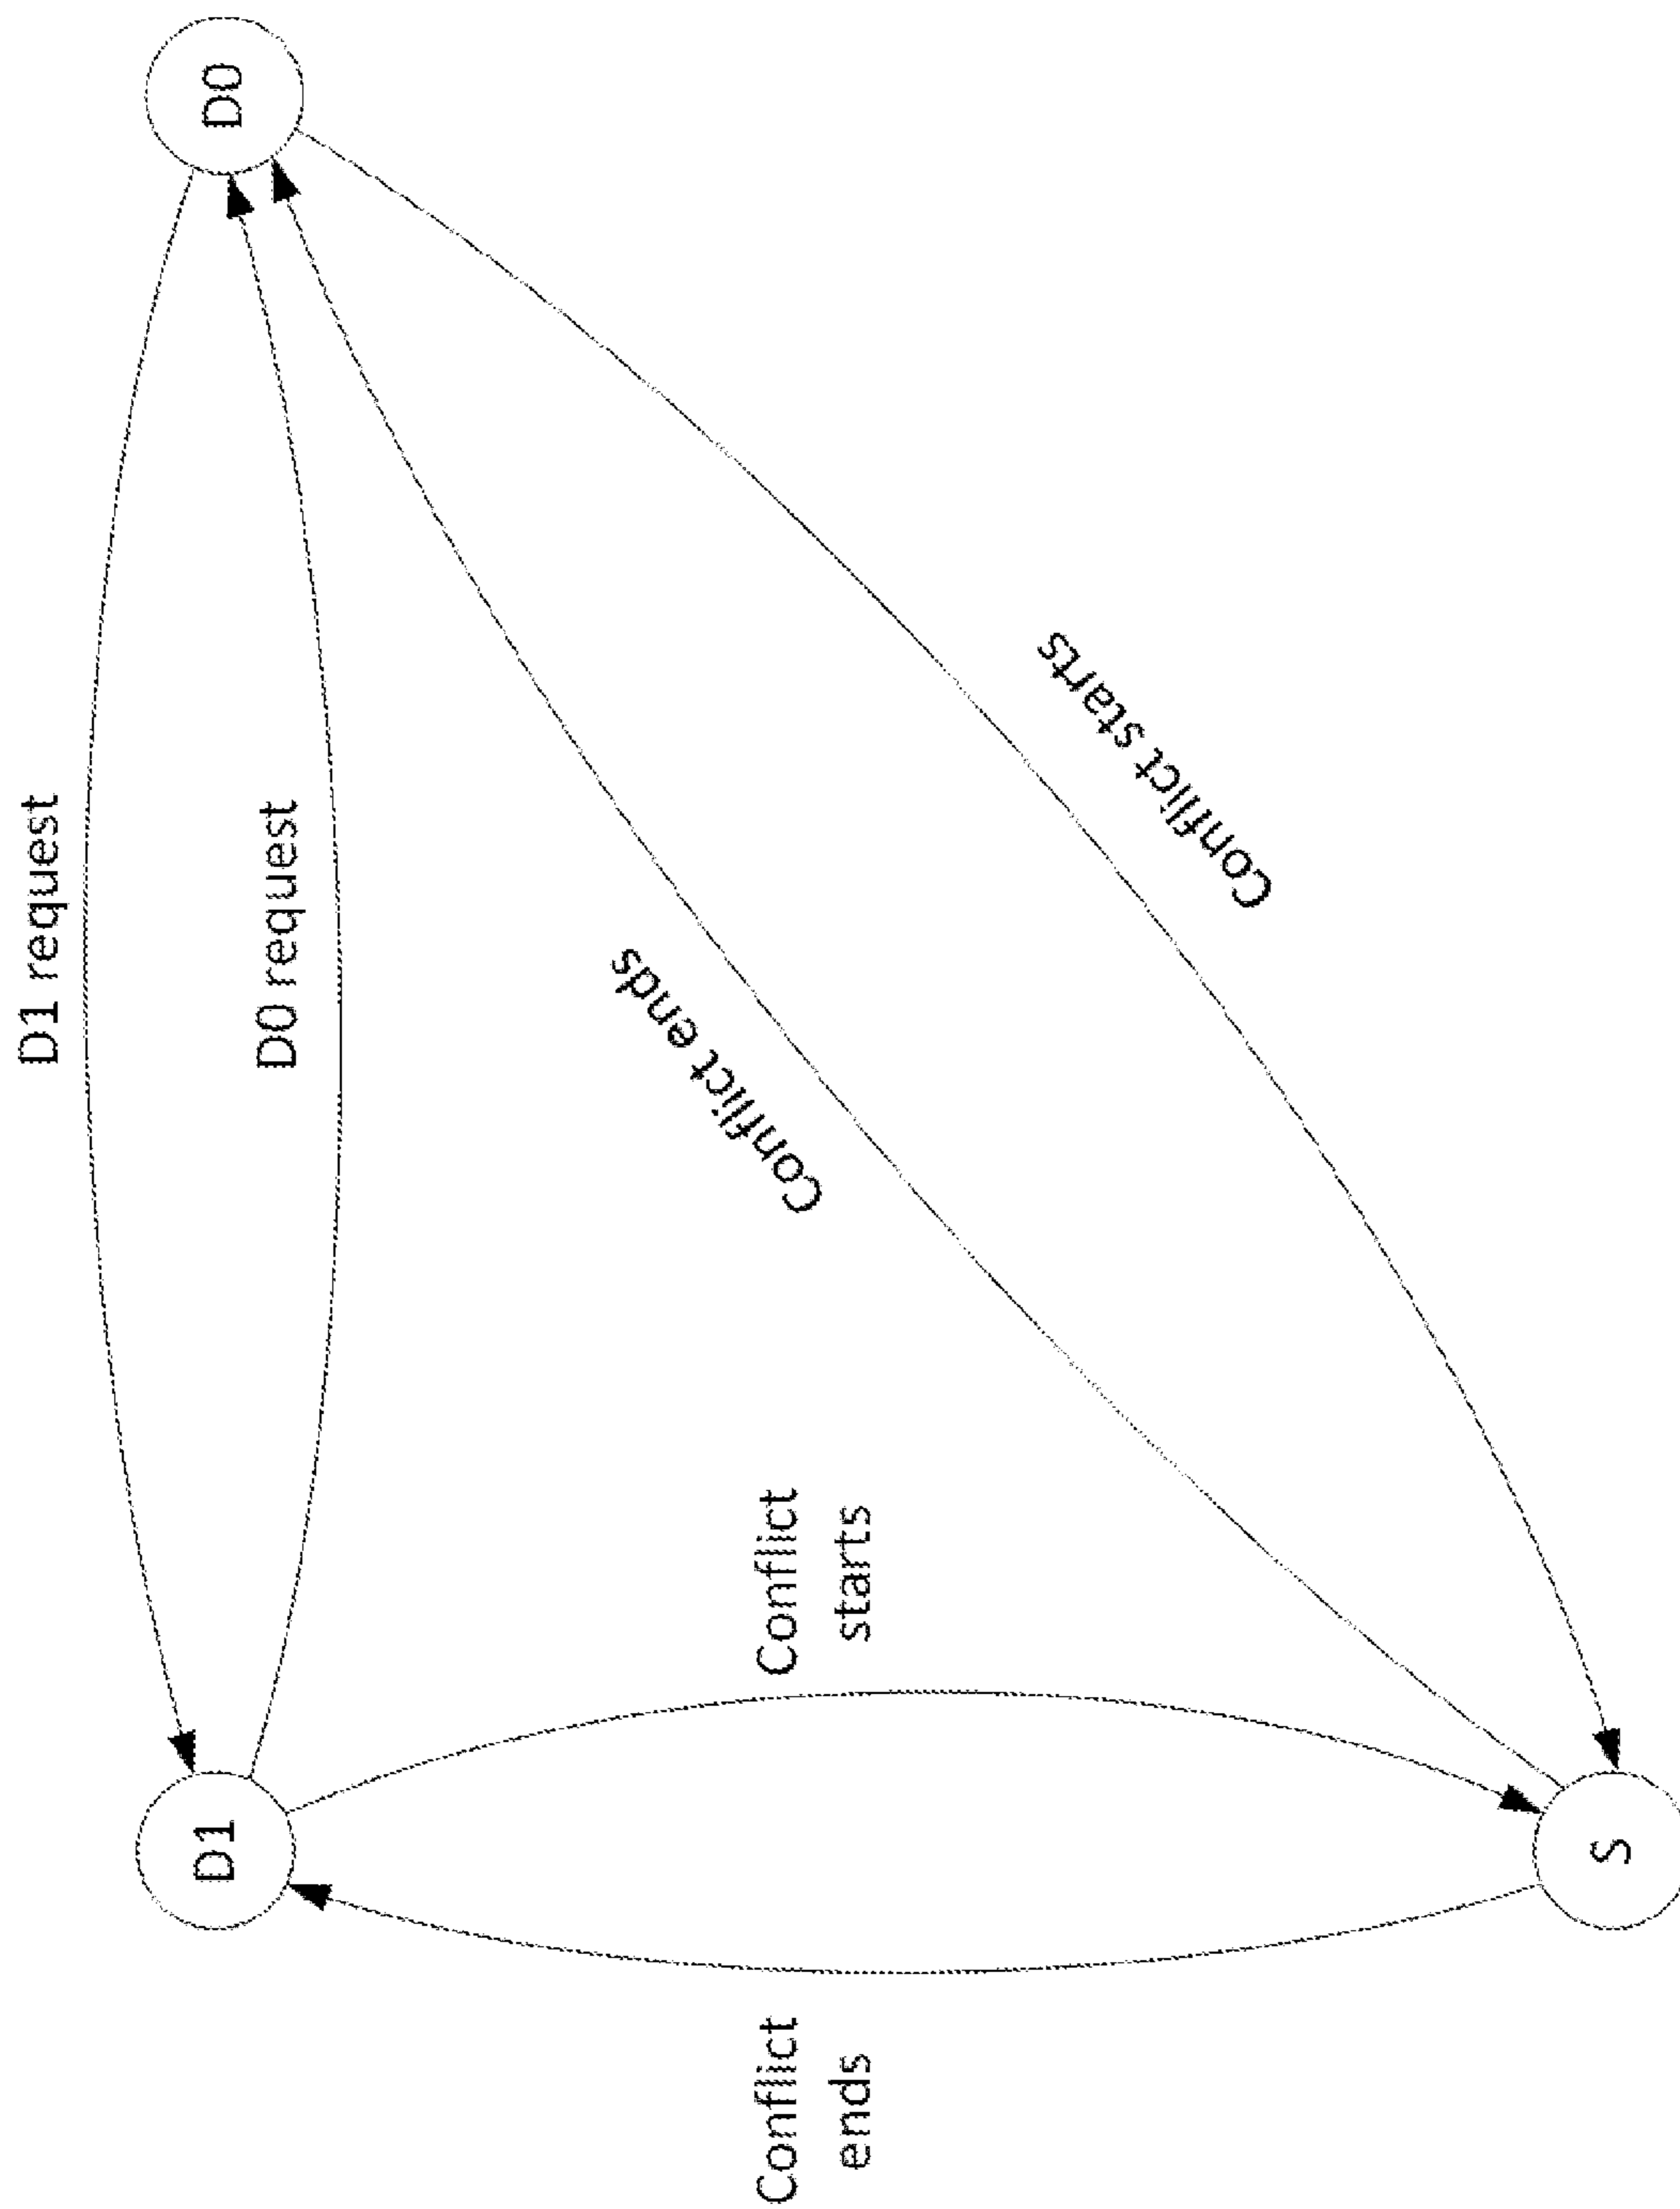 D1
D1 request
D0
D0 request
Conflict
ends
Conflict
starts
Conflict ends
Conflict starts
S